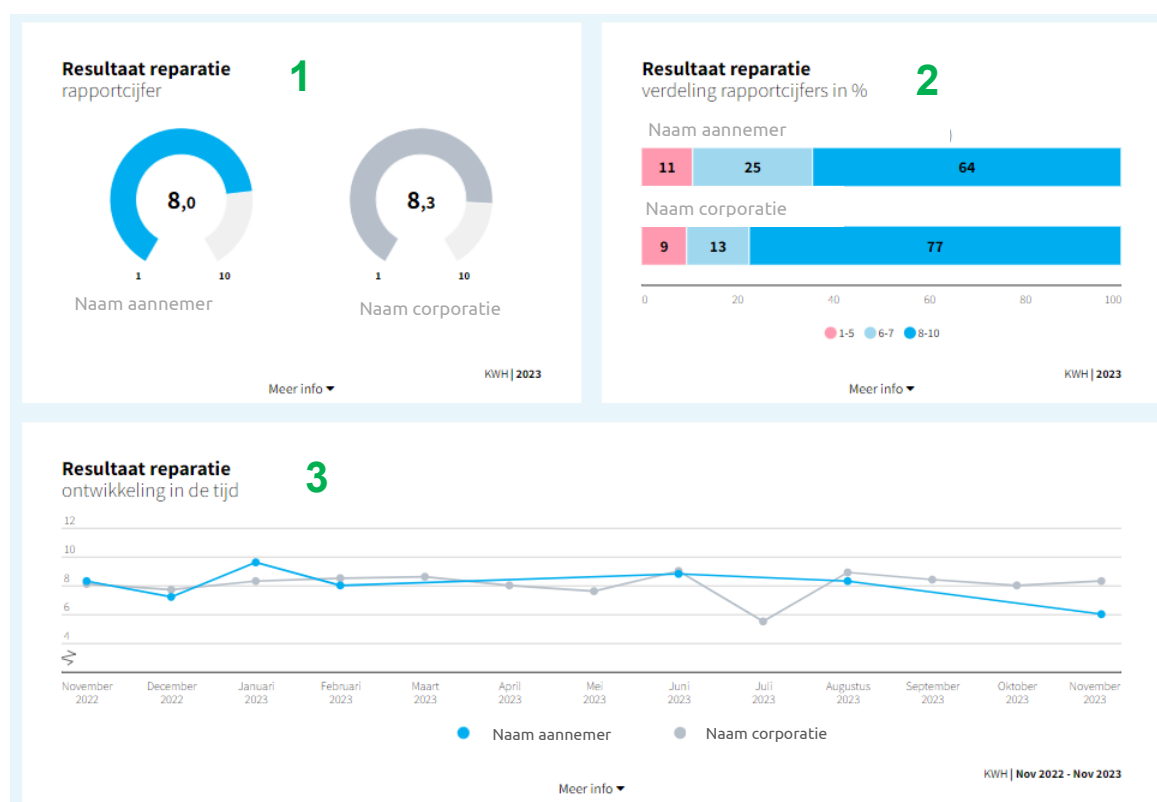 Resultaat reparatie
rapportcijfer
1
8,0
1
10
Naam aannemer
8,3
1
10
Naam corporatie
KWH | 2023
Meer info
Resultaat reparatie
verdeling rapportcijfers in %
2
Naam aannemer
11 25 64
Naam corporatie
9 13 77
0 20 40 60 80 100
1-5 6-7 8-10
KWH | 2023
Meer info
Resultaat reparatie
ontwikkeling in de tijd
3
12
10
8
6
4
November December Januari Februari Maart April Mei Juni Juli Augustus September Oktober November
2022 2022 2023 2023 2023 2023 2023 2023 2023 2023 2023 2023 2023
Naam aannemer Naam corporatie
KWH | Nov 2022 - Nov 2023
Meer info